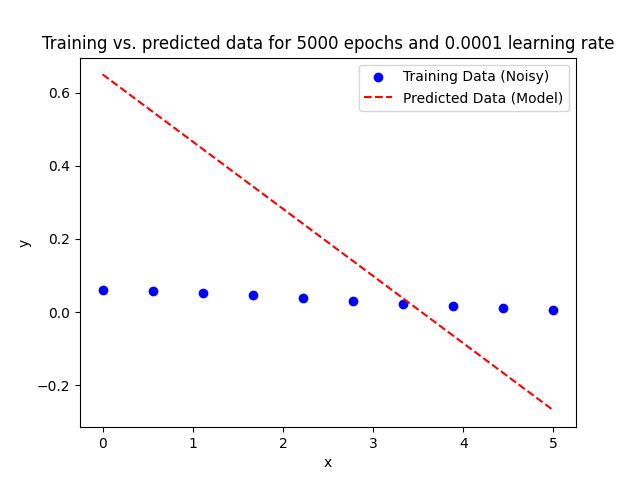 Training vs. predicted data for 5000 epochs and 0.0001 learning rate
Training Data (Noisy)
Predicted Data (Model)
0.6
0.4
0.2
0.0
−0.2
y
0 1 2 3 4 5
x